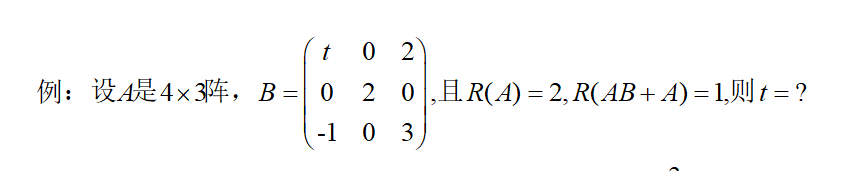 例：设A是4×3阵，B = ( t 0 2 ; 0 2 0 ; -1 0 3 ) ,且R(A) = 2, R(AB + A) = 1,则t = ?